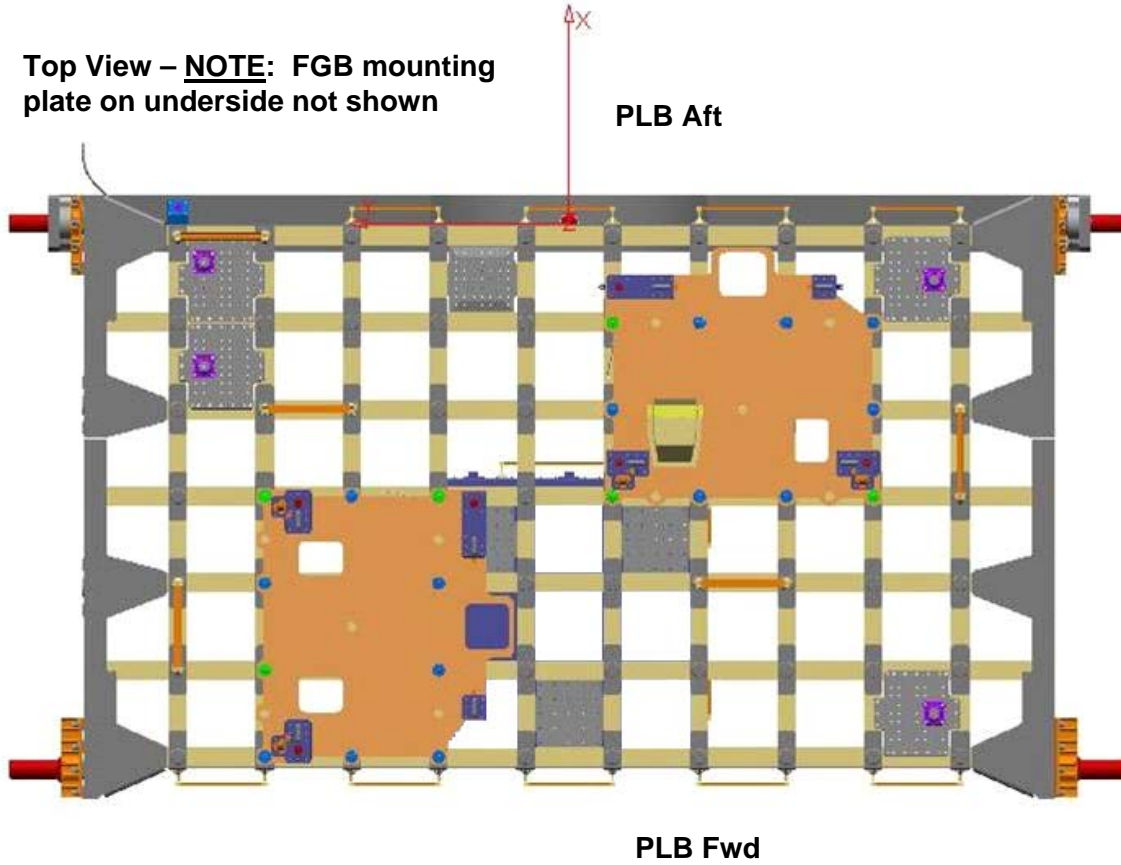 X
Top View – NOTE: FGB mounting
plate on underside not shown
PLB Aft
Y
Z
PLB Fwd